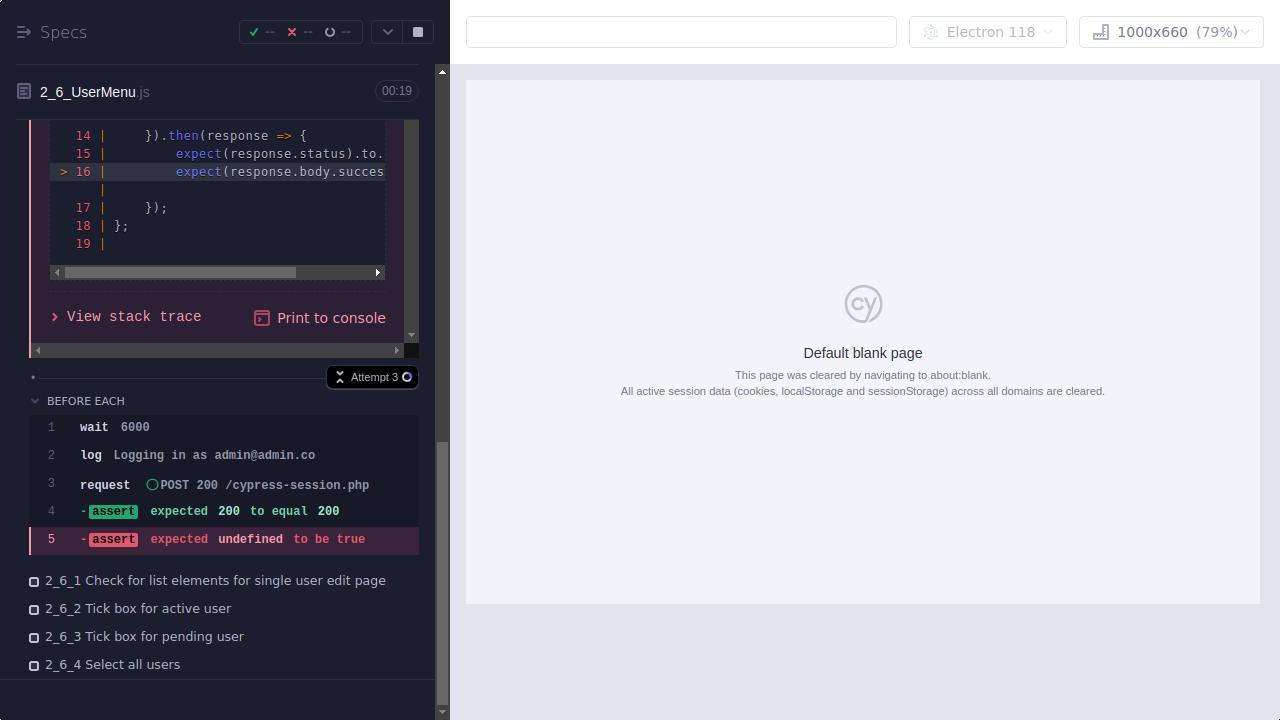 Specs
-- -- --
2_6_UserMenu.js 00:19
14 | }).then(response => {
15 | expect(response.status).to.
> 16 | expect(response.body.succes
|
17 | });
18 | };
19 |
View stack trace
Print to console
Attempt 3
BEFORE EACH
1 wait 6000
2 log Logging in as admin@admin.co
3 request POST 200 /cypress-session.php
4 -assert expected 200 to equal 200
5 -assert expected undefined to be true
2_6_1 Check for list elements for single user edit page
2_6_2 Tick box for active user
2_6_3 Tick box for pending user
2_6_4 Select all users
Electron 118
1000x660 (79%)
cy
Default blank page
This page was cleared by navigating to about:blank.
All active session data (cookies, localStorage and sessionStorage) across all domains are cleared.